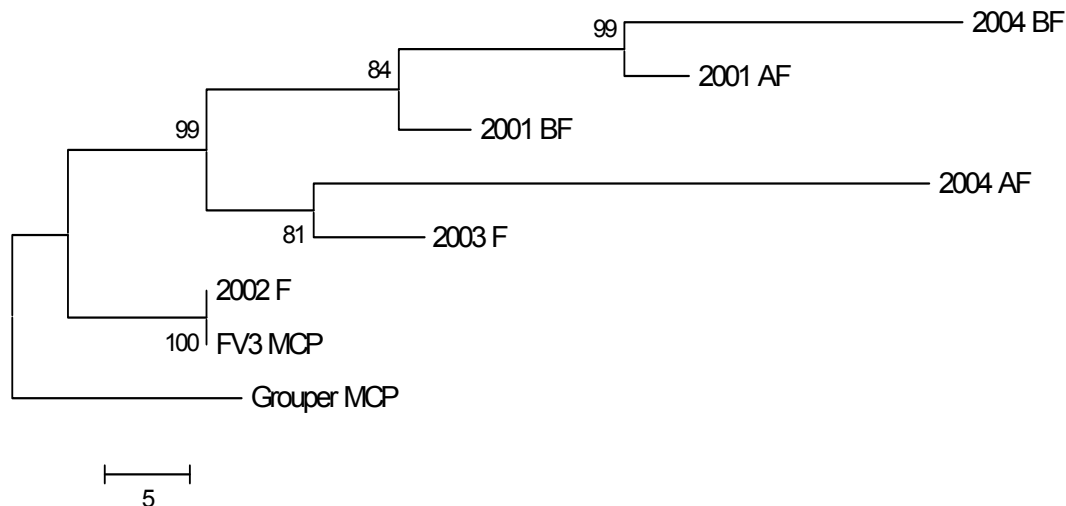 2004 BF
99
2001 AF
84
2001 BF
99
2004 AF
81
2003 F
2002 F
100
FV3 MCP
Grouper MCP
5